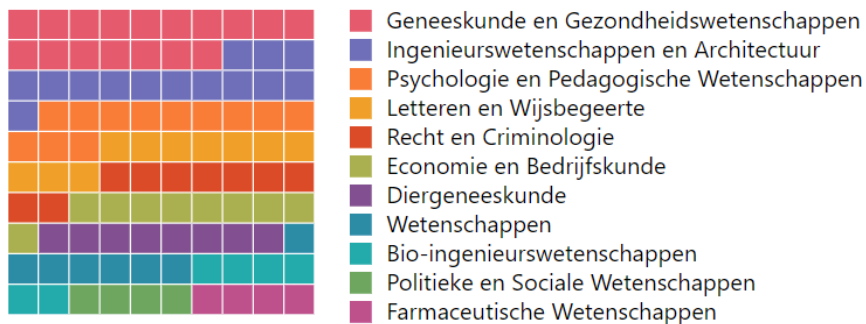 Geneeskunde en Gezondheidswetenschappen
Ingenieurswetenschappen en Architectuur
Psychologie en Pedagogische Wetenschappen
Letteren en Wijsbegeerte
Recht en Criminologie
Economie en Bedrijfskunde
Diergeneeskunde
Wetenschappen
Bio-ingenieurswetenschappen
Politieke en Sociale Wetenschappen
Farmaceutische Wetenschappen